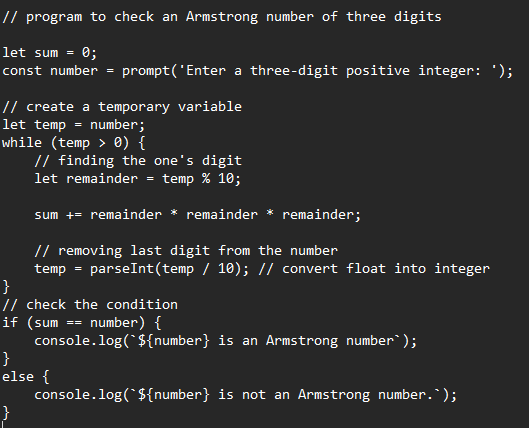 // program to check an Armstrong number of three digits

let sum = 0;
const number = prompt('Enter a three-digit positive integer: ');

// create a temporary variable
let temp = number;
while (temp > 0) {
    // finding the one's digit
    let remainder = temp % 10;

    sum += remainder * remainder * remainder;

    // removing last digit from the number
    temp = parseInt(temp / 10); // convert float into integer
}
// check the condition
if (sum == number) {
    console.log(`${number} is an Armstrong number`);
}
else {
    console.log(`${number} is not an Armstrong number.`);
}